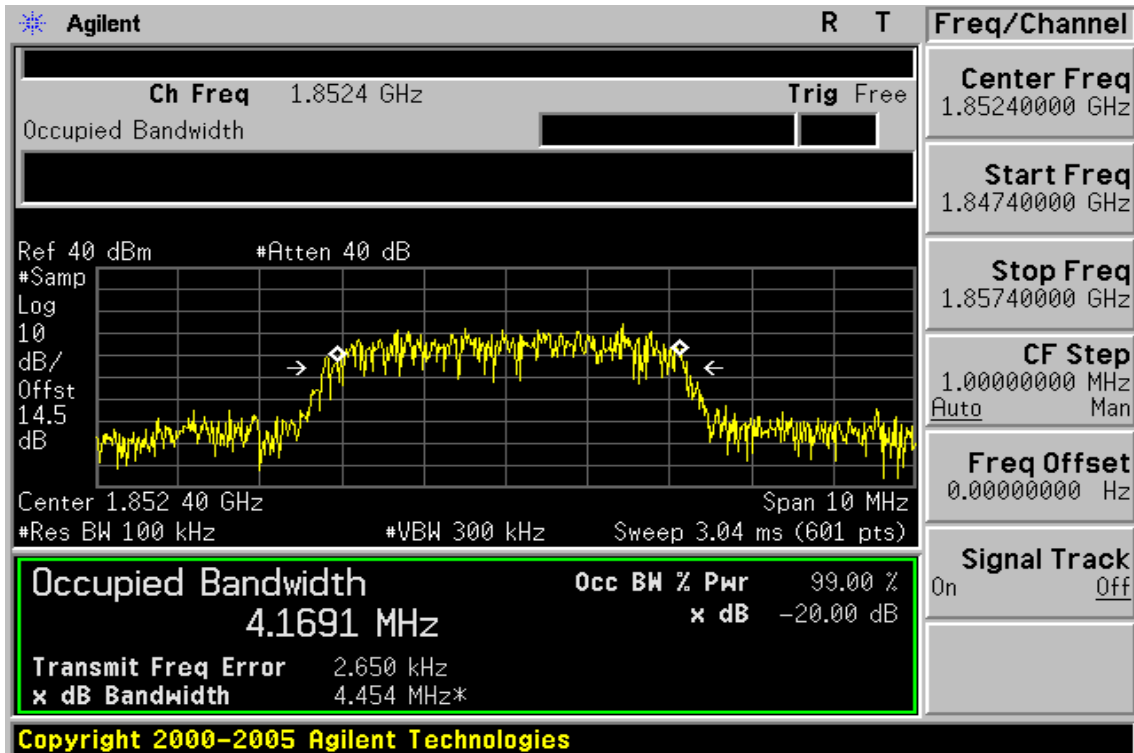 Agilent R T Freq/Channel
Ch Freq 1.8524 GHz Trig Free
Occupied Bandwidth
Center Freq
1.85240000 GHz
Start Freq
1.84740000 GHz
Stop Freq
1.85740000 GHz
CF Step
1.00000000 MHz
Auto Man
Freq Offset
0.00000000 Hz
Signal Track
On Off
Ref 40 dBm #Atten 40 dB
#Samp
Log
10
dB/
Offst
14.5
dB
Center 1.852 40 GHz Span 10 MHz
#Res BW 100 kHz #VBW 300 kHz Sweep 3.04 ms (601 pts)
Occupied Bandwidth
4.1691 MHz
Occ BW % Pwr 99.00 %
x dB -20.00 dB
Transmit Freq Error 2.650 kHz
x dB Bandwidth 4.454 MHz*
Copyright 2000-2005 Agilent Technologies